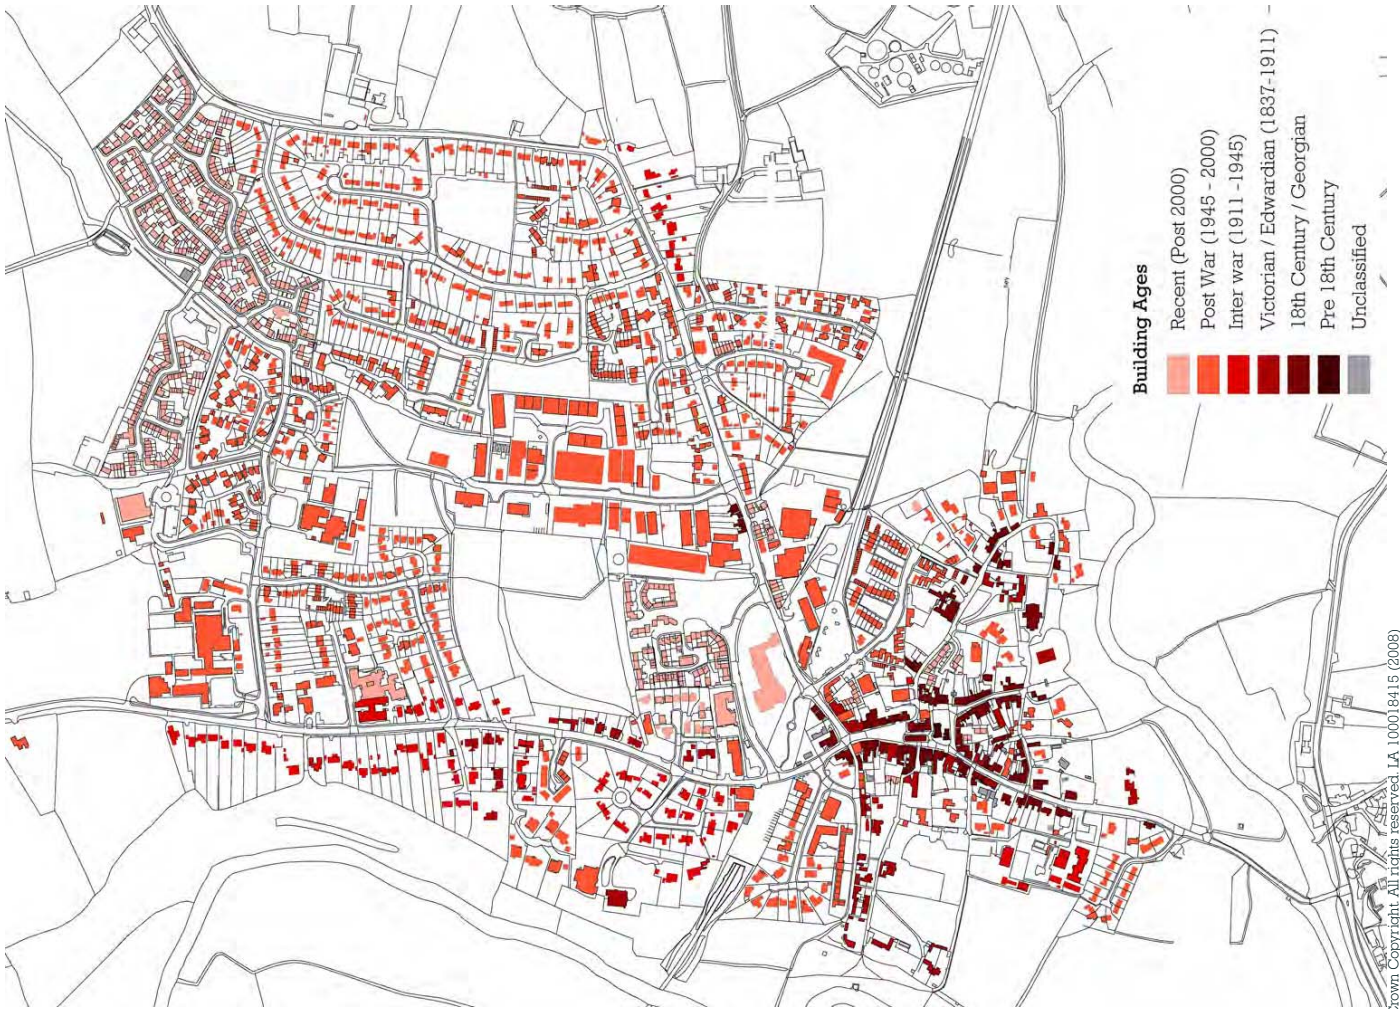 Building Ages
Recent (Post 2000)
Post War (1945 - 2000)
Inter war (1911 -1945)
Victorian / Edwardian (1837-1911)
18th Century / Georgian
Pre 18th Century
Unclassified
rown Copyright. All rights reserved. LA 100018415 (2008)